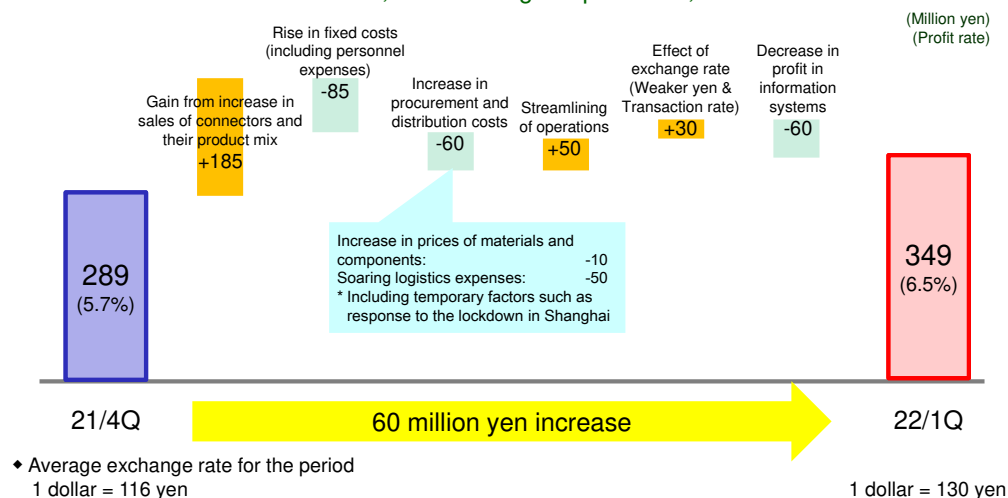 (Million yen)
(Profit rate)
Rise in fixed costs
(including personnel
expenses)
-85
Effect of
exchange rate
(Weaker yen &
Transaction rate)
+30
Decrease in
profit in
information
systems
-60
Gain from increase in
sales of connectors and
their product mix
+185
Increase in
procurement and
distribution costs
-60
Streamlining
of operations
+50
Increase in prices of materials and
components: -10
Soaring logistics expenses: -50
* Including temporary factors such as
response to the lockdown in Shanghai
289
(5.7%)
349
(6.5%)
21/4Q
60 million yen increase
22/1Q
◆ Average exchange rate for the period
1 dollar = 116 yen
1 dollar = 130 yen